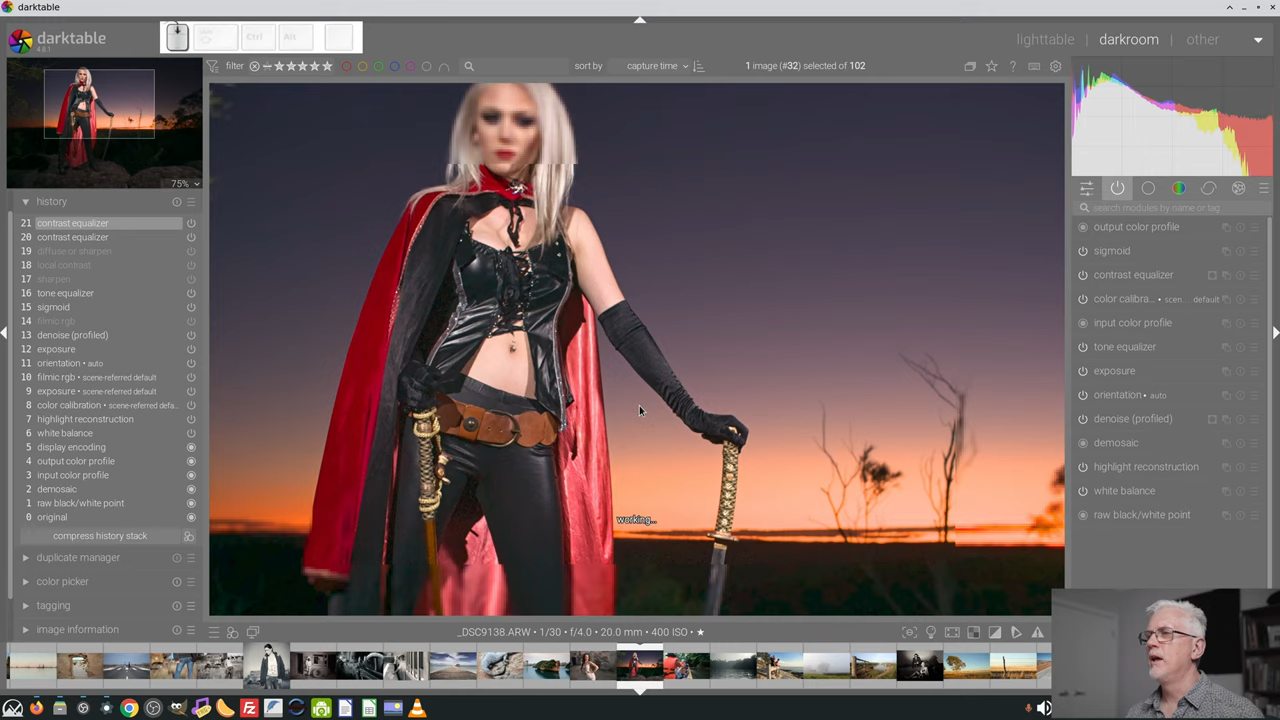 darktable
darktable
4.8.1
Ctrl
Alt
lighttable | darkroom | other
filter
sort by capture time
1 image (#32) selected of 102
75%
history
21 contrast equalizer
20 contrast equalizer
19 diffuse or sharpen
18 local contrast
17 sharpen
16 tone equalizer
15 sigmoid
14 filmic rgb
13 denoise (profiled)
12 exposure
11 orientation • auto
10 filmic rgb • scene-referred default
9 exposure • scene-referred default
8 color calibration • scene-referred defa...
7 highlight reconstruction
6 white balance
5 display encoding
4 output color profile
3 input color profile
2 demosaic
1 raw black/white point
0 original
compress history stack
duplicate manager
color picker
tagging
image information
working...
_DSC9138.ARW • 1/30 • f/4.0 • 20.0 mm • 400 ISO • ★
search modules by name or tag
output color profile
sigmoid
contrast equalizer
color calibra... • scen... default
input color profile
tone equalizer
exposure
orientation • auto
denoise (profiled)
demosaic
highlight reconstruction
white balance
raw black/white point